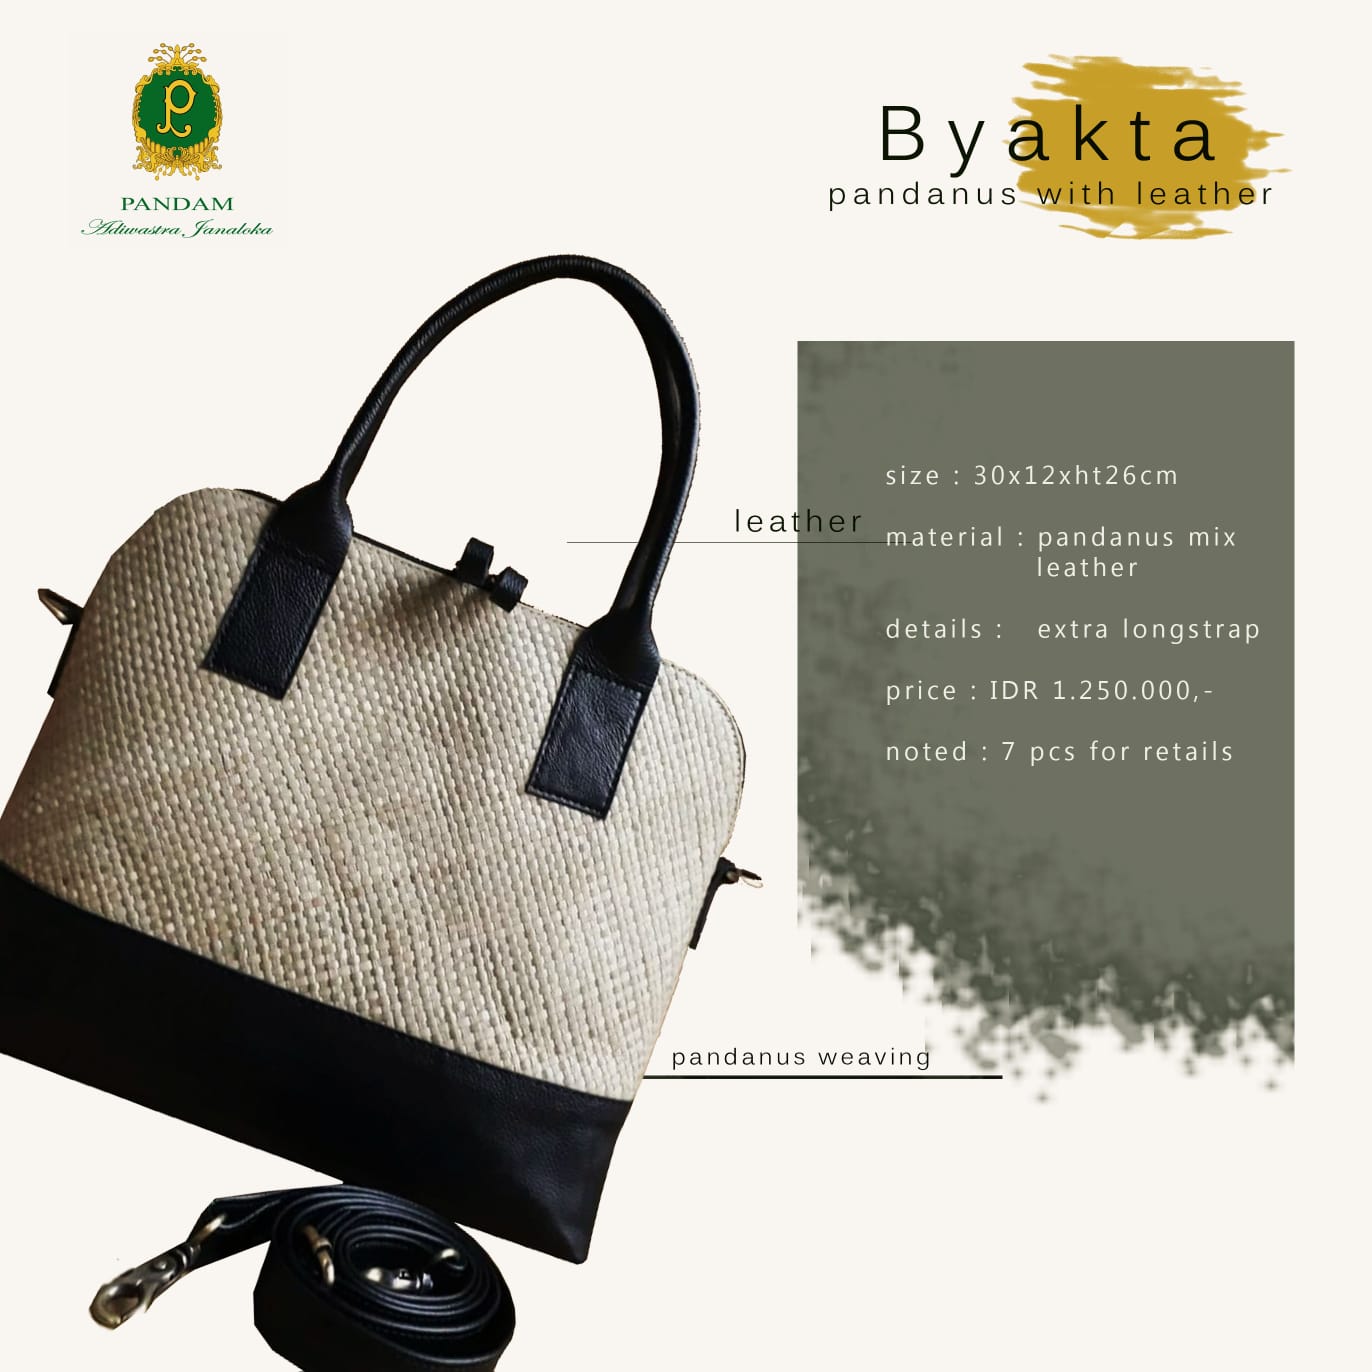 P
PANDAM
Adiwastra Janaloka
Byakta
pandanus with leather
size : 30x12xht26cm
leather
material : pandanus mix
leather
details : extra longstrap
price : IDR 1.250.000,-
noted : 7 pcs for retails
pandanus weaving